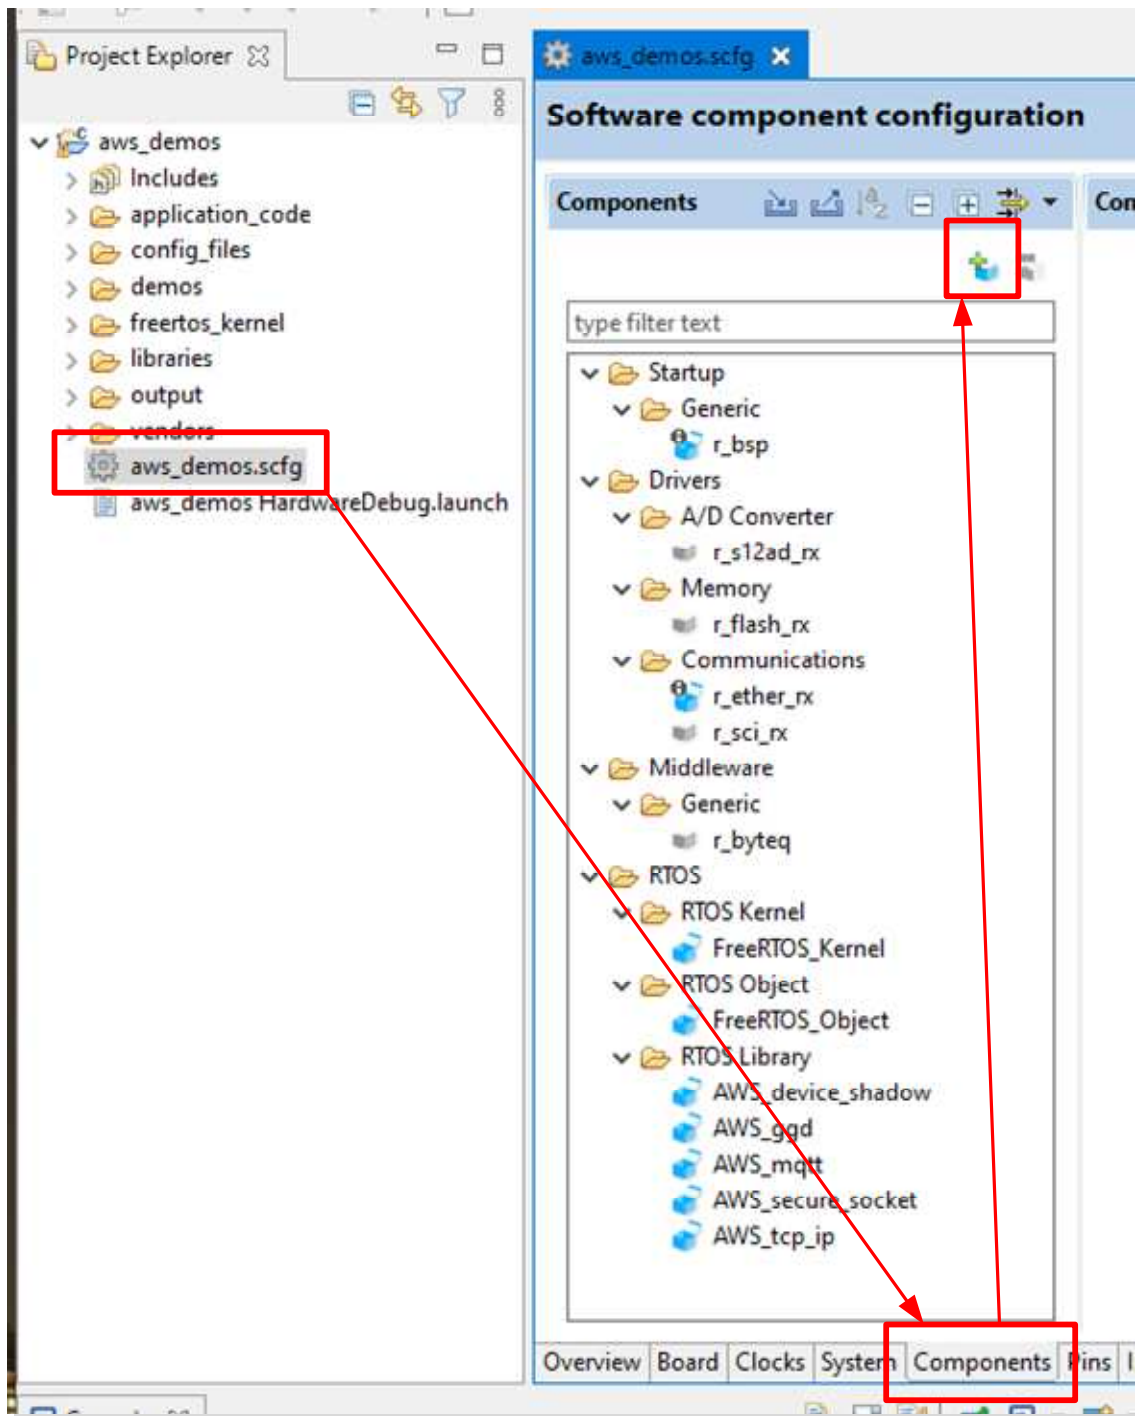 Project Explorer
aws_demos
Includes
application_code
config_files
demos
freertos_kernel
libraries
output
vendors
aws_demos.scfg
aws_demos HardwareDebug.launch
aws_demos.scfg
Software component configuration
Components
type filter text
Startup
Generic
r_bsp
Drivers
A/D Converter
r_s12ad_rx
Memory
r_flash_rx
Communications
r_ether_rx
r_sci_rx
Middleware
Generic
r_byteq
RTOS
RTOS Kernel
FreeRTOS_Kernel
RTOS Object
FreeRTOS_Object
RTOS Library
AWS_device_shadow
AWS_ggd
AWS_mqtt
AWS_secure_socket
AWS_tcp_ip
Overview Board Clocks System Components Pins